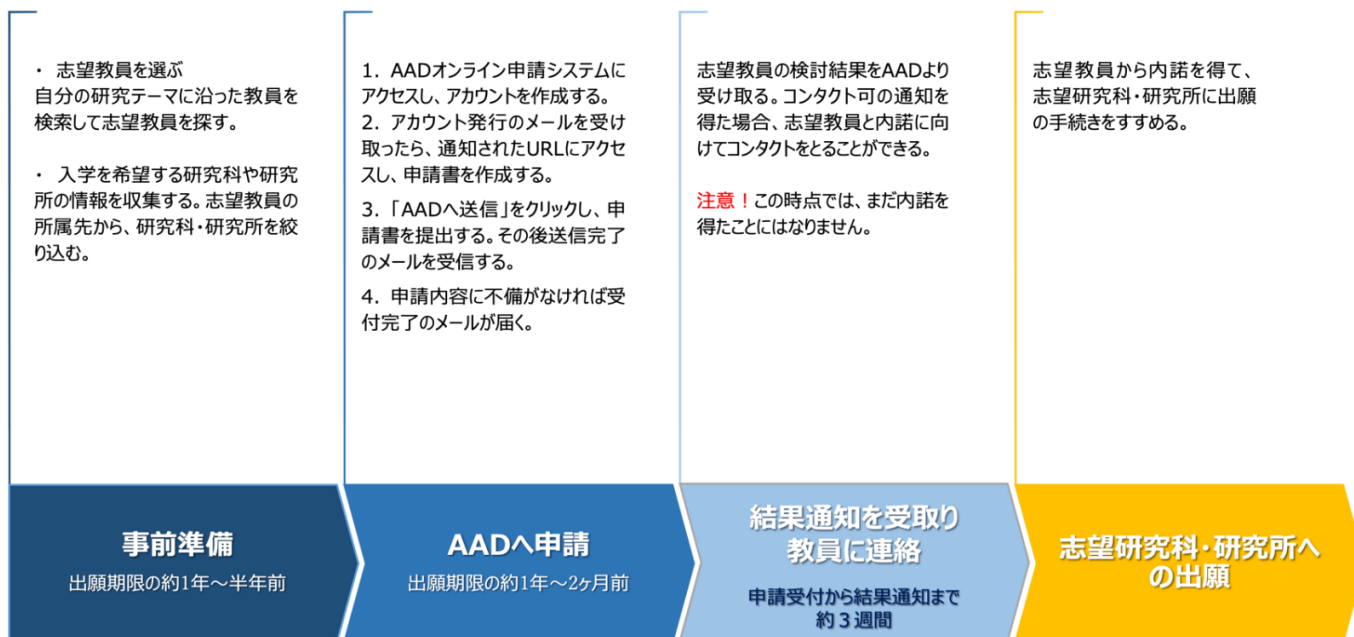 ・ 志望教員を選ぶ
自分の研究テーマに沿った教員を
検索して志望教員を探す。
・ 入学を希望する研究科や研究
所の情報を収集する。志望教員の
所属先から、研究科・研究所を絞
り込む。
1. AADオンライン申請システムに
アクセスし、アカウントを作成する。
2. アカウント発行のメールを受け
取ったら、通知されたURLにアクセ
スし、申請書を作成する。
3. 「AADへ送信」をクリックし、申
請書を提出する。その後送信完了
のメールを受信する。
4. 申請内容に不備がなければ受
付完了のメールが届く。
志望教員の検討結果をAADより
受け取る。コンタクト可の通知を
得た場合、志望教員と内諾に向
けてコンタクトをとることができる。
注意！この時点では、まだ内諾を
得たことにはなりません。
志望教員から内諾を得て、
志望研究科・研究所に出願
の手続きをすすめる。
事前準備
出願期限の約1年～半年前
AADへ申請
出願期限の約1年～2ヶ月前
結果通知を受取り
教員に連絡
申請受付から結果通知まで
約３週間
志望研究科・研究所へ
の出願